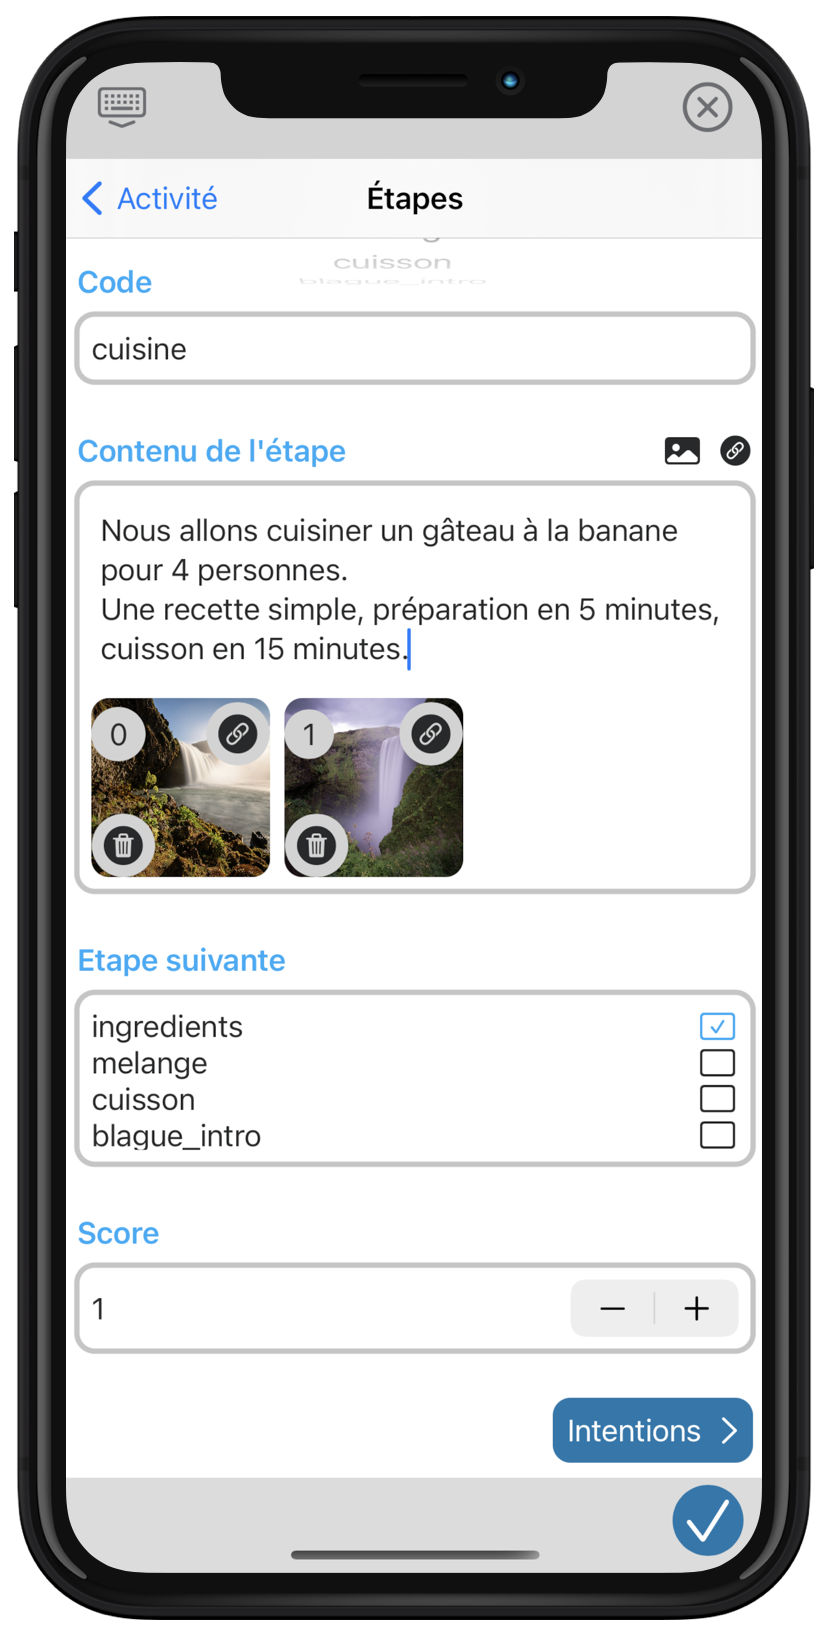 Activité
Étapes
cuisson
blague_intro
Code
cuisine
Contenu de l'étape
Nous allons cuisiner un gâteau à la banane
pour 4 personnes.
Une recette simple, préparation en 5 minutes,
cuisson en 15 minutes.
0
1
Etape suivante
ingredients
melange
cuisson
blague_intro
Score
1
Intentions